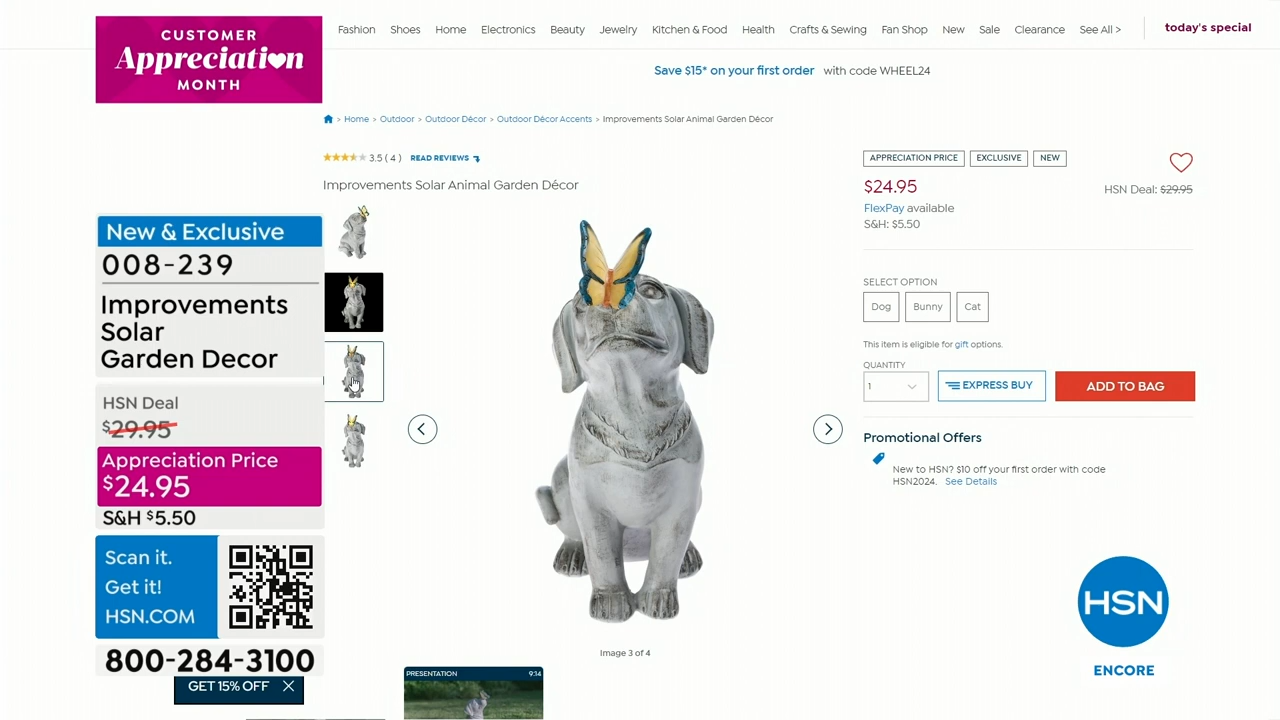 CUSTOMER
Appreciation
MONTH
Fashion Shoes Home Electronics Beauty Jewelry Kitchen & Food Health Crafts & Sewing Fan Shop New Sale Clearance See All > today's special
Save $15* on your first order with code WHEEL24
> Home > Outdoor > Outdoor Décor > Outdoor Décor Accents > Improvements Solar Animal Garden Décor
3.5 ( 4 ) READ REVIEWS
Improvements Solar Animal Garden Décor
APPRECIATION PRICE EXCLUSIVE NEW
$24.95
HSN Deal: $29.95
FlexPay available
S&H: $5.50
SELECT OPTION
Dog Bunny Cat
This item is eligible for gift options.
QUANTITY
1
EXPRESS BUY
ADD TO BAG
Promotional Offers
New to HSN? $10 off your first order with code
HSN2024. See Details
New & Exclusive
008-239
Improvements
Solar
Garden Decor
HSN Deal
$29.95
Appreciation Price
$24.95
S&H $5.50
Scan it.
Get it!
HSN.COM
800-284-3100
GET 15% OFF
Image 3 of 4
PRESENTATION 9:14
HSN
ENCORE